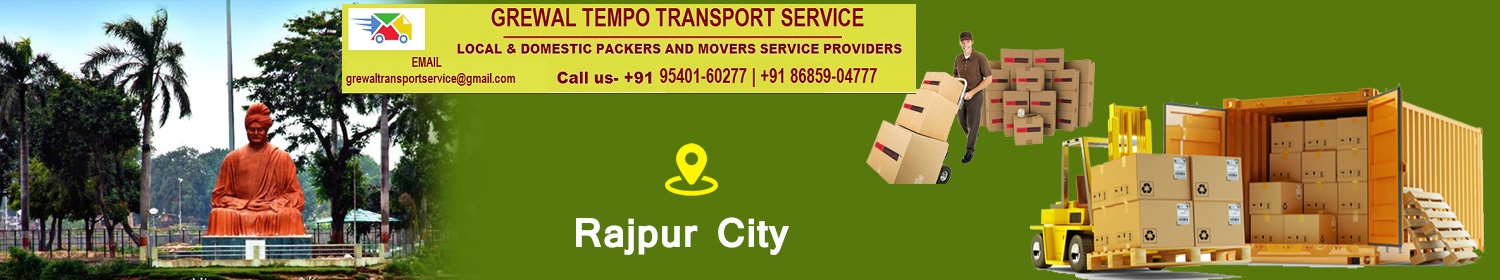 GREWAL TEMPO TRANSPORT SERVICE
LOCAL & DOMESTIC PACKERS AND MOVERS SERVICE PROVIDERS
EMAIL
grewaltransportservice@gmail.com
Call us- +91 95401-60277 | +91 86859-04777
Rajpur City